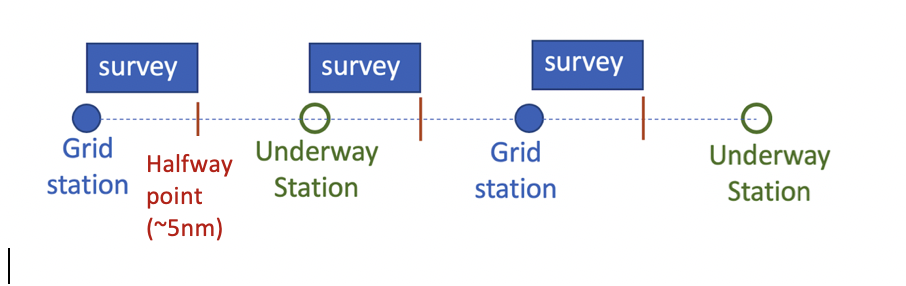 survey
survey
survey
Grid
station
Halfway
point
(~5nm)
Underway
Station
Grid
station
Underway
Station